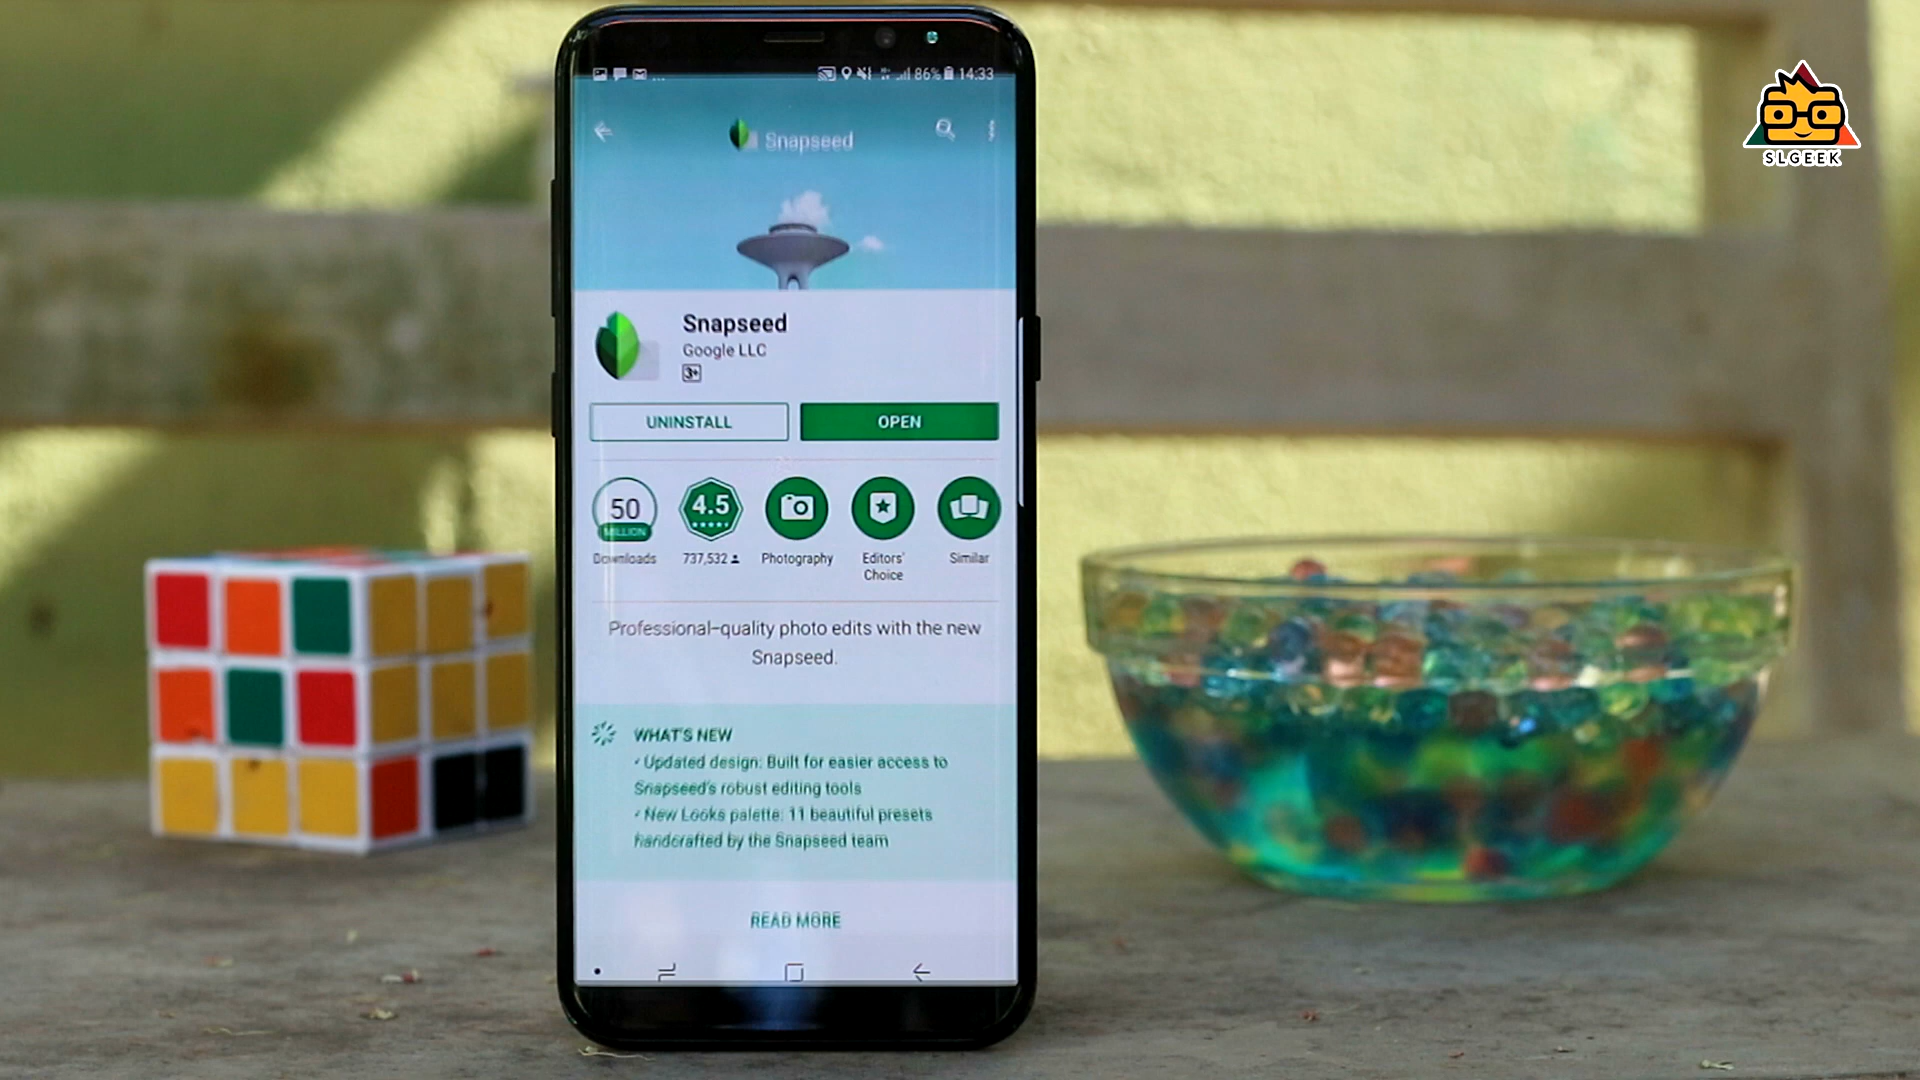 86% 14:33
Snapseed
SLGEEK
Snapseed
Google LLC
3+
UNINSTALL
OPEN
50
MILLION
4.5
Downloads
737,532
Photography
Editors'
Choice
Similar
Professional-quality photo edits with the new
Snapseed.
WHAT'S NEW
• Updated design: Built for easier access to
Snapseed's robust editing tools
• New Looks palette: 11 beautiful presets
handcrafted by the Snapseed team
READ MORE